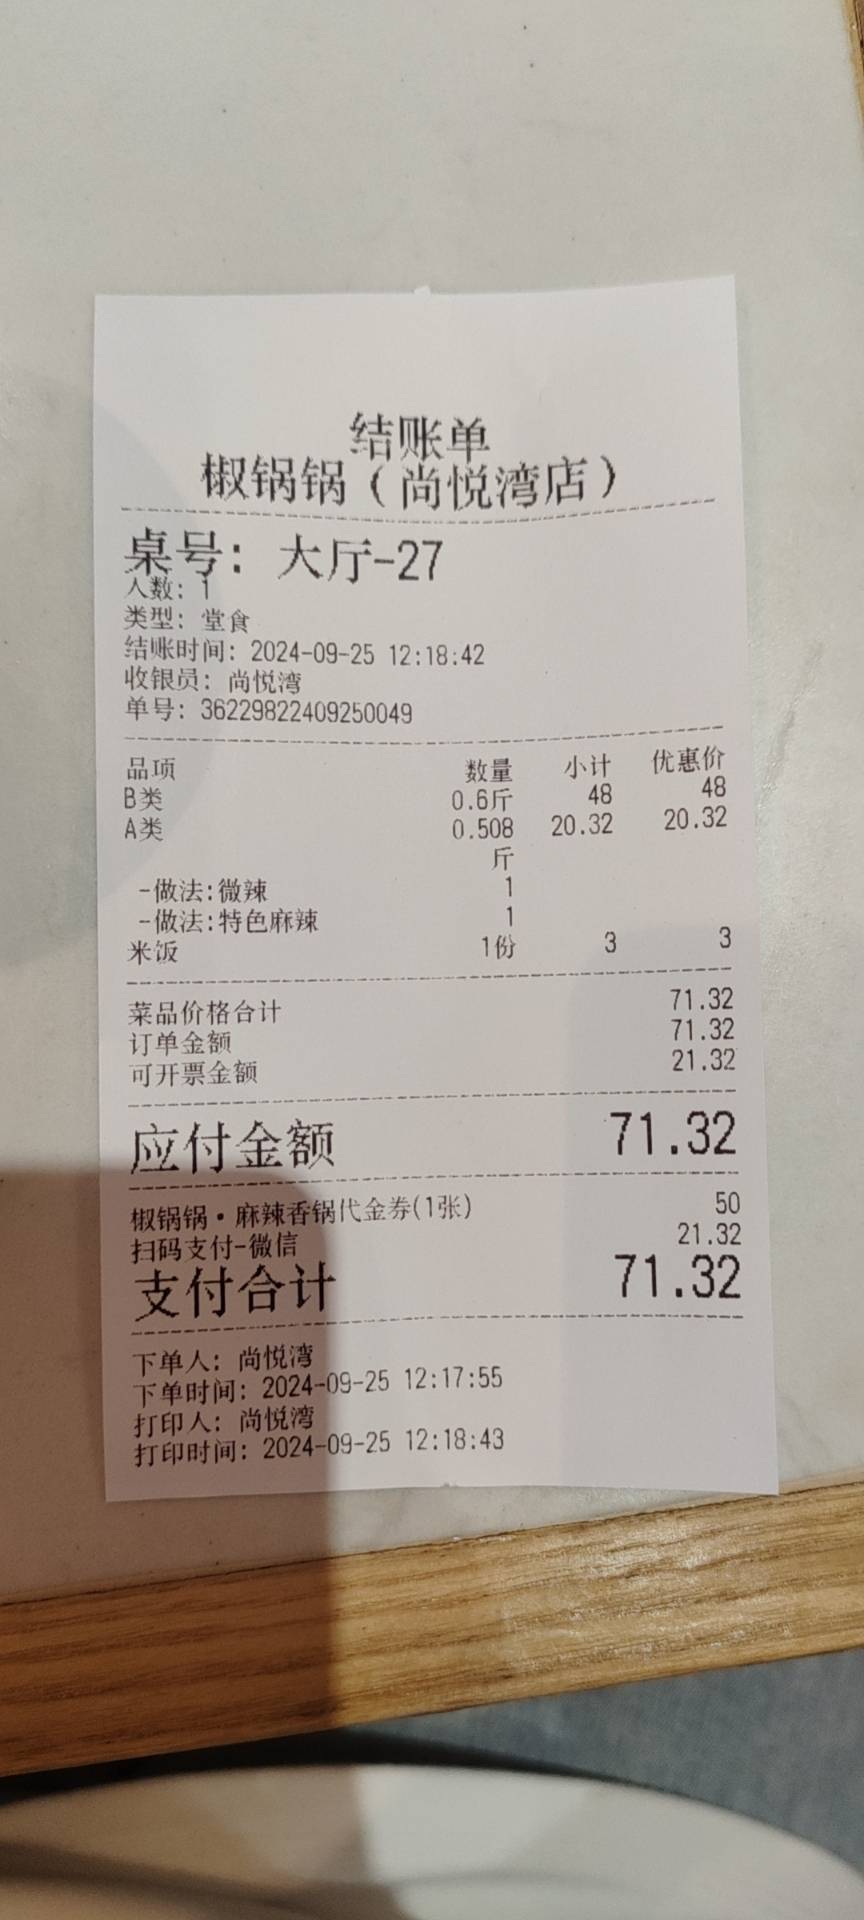 结账单
椒锅锅（尚悦湾店）
桌号：大厅-27
人数：1
类型：堂食
结账时间：2024-09-25 12:18:42
收银员：尚悦湾
单号：36229822409250049
品项 数量 小计 优惠价
B类 0.6斤 48 48
A类 0.508 20.32 20.32
斤
-做法:微辣 1
-做法:特色麻辣 1
米饭 1份 3 3
菜品价格合计 71.32
订单金额 71.32
可开票金额 21.32
应付金额 71.32
椒锅锅·麻辣香锅代金券(1张) 50
扫码支付-微信 21.32
支付合计 71.32
下单人：尚悦湾
下单时间：2024-09-25 12:17:55
打印人：尚悦湾
打印时间：2024-09-25 12:18:43